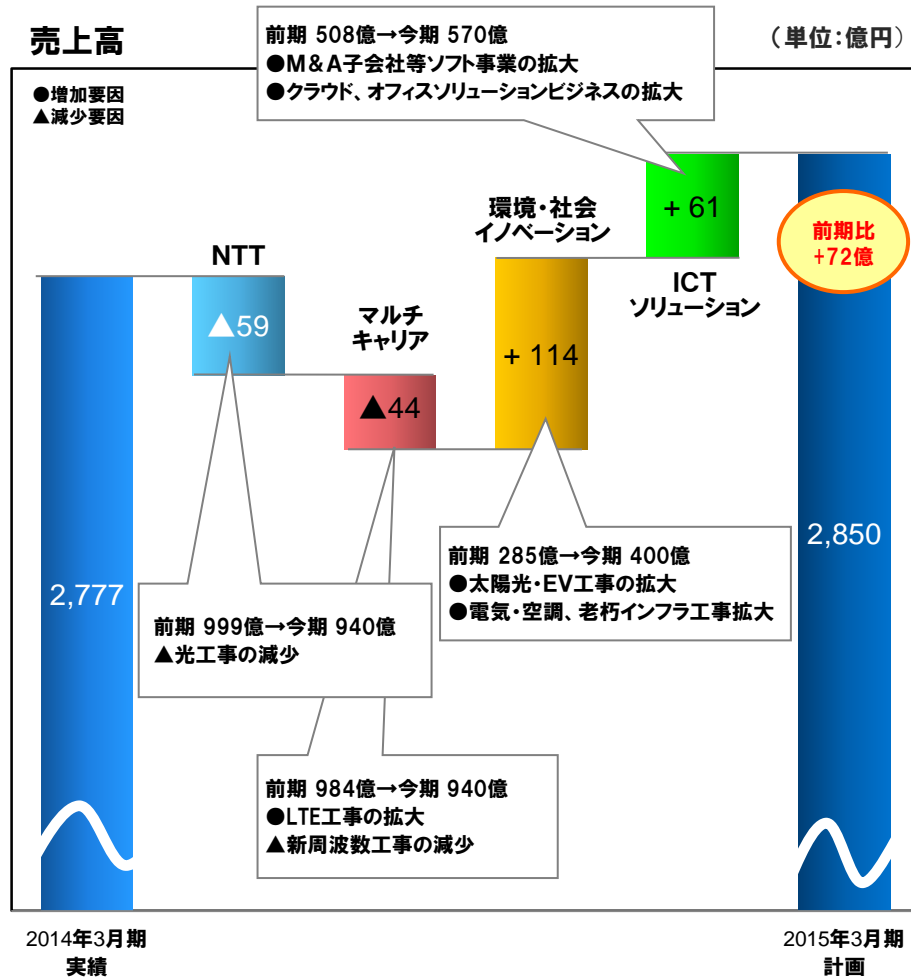 売上高
（単位：億円）
●増加要因
▲減少要因
前期 508億→今期 570億
●M＆A子会社等ソフト事業の拡大
●クラウド、オフィスソリューションビジネスの拡大
NTT
▲59
マルチ
キャリア
▲44
環境・社会
イノベーション
+ 114
+ 61
ICT
ソリューション
前期比
+72億
2,777
2,850
前期 999億→今期 940億
▲光工事の減少
前期 285億→今期 400億
●太陽光・EV工事の拡大
●電気・空調、老朽インフラ工事拡大
前期 984億→今期 940億
●LTE工事の拡大
▲新周波数工事の減少
2014年3月期
実績
2015年3月期
計画